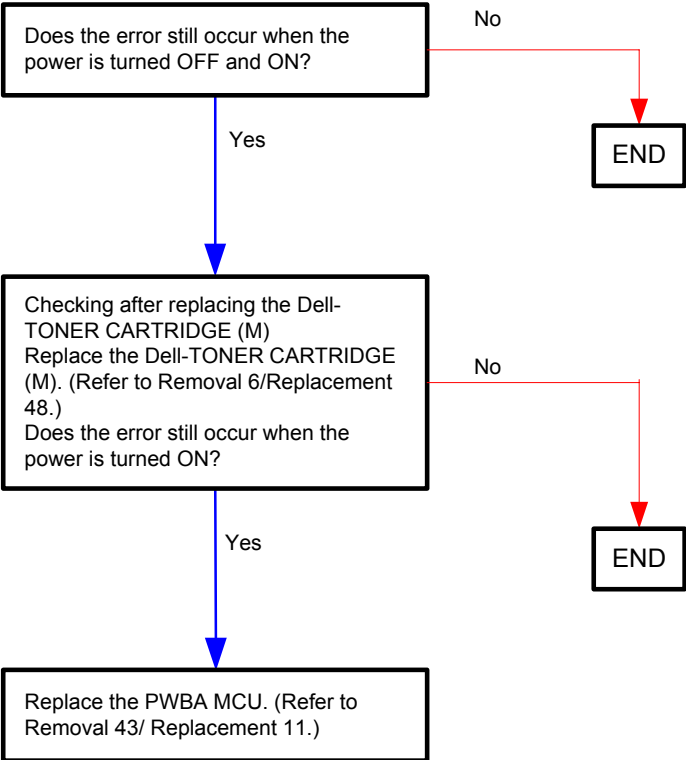 Does the error still occur when the
power is turned OFF and ON?
No
END
Yes
Checking after replacing the Dell-
TONER CARTRIDGE (M)
Replace the Dell-TONER CARTRIDGE
(M). (Refer to Removal 6/Replacement
48.)
Does the error still occur when the
power is turned ON?
No
END
Yes
Replace the PWBA MCU. (Refer to
Removal 43/ Replacement 11.)